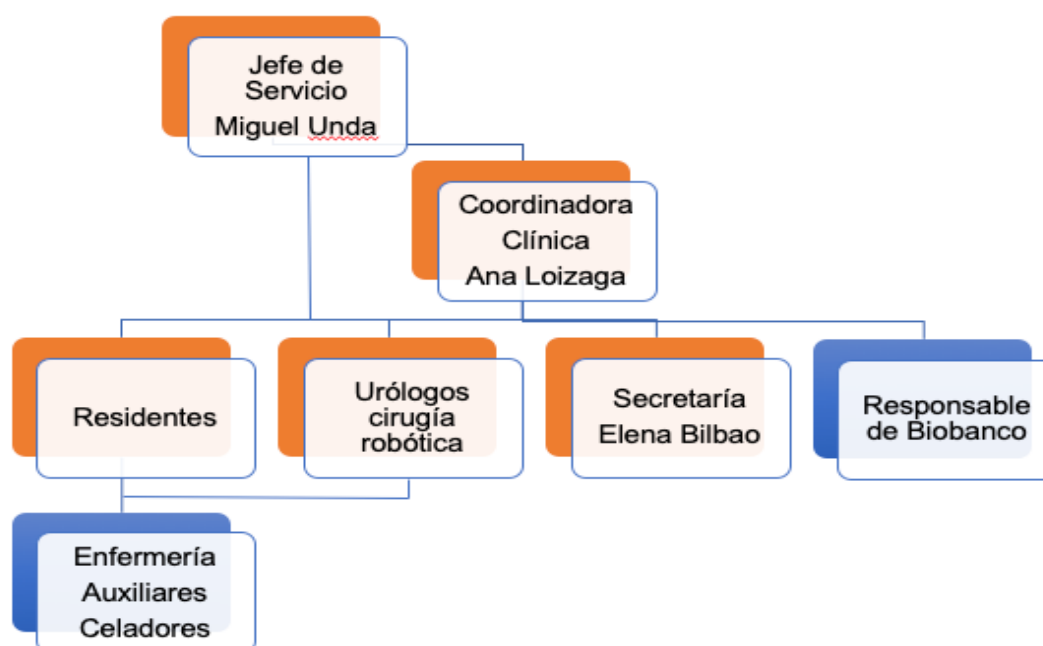 Jefe de
Servicio
Miguel Unda
Coordinadora
Clínica
Ana Loizaga
Residentes
Urólogos
cirugía
robótica
Secretaría
Elena Bilbao
Responsable
de Biobanco
Enfermería
Auxiliares
Celadores